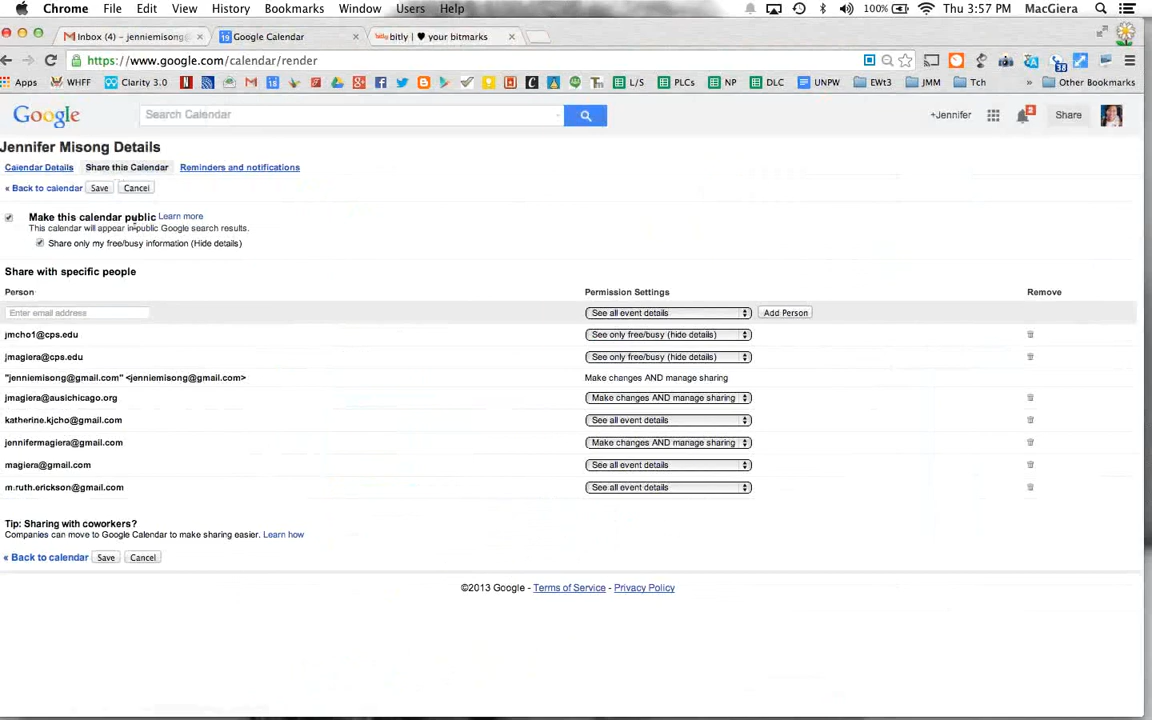 Chrome File Edit View History Bookmarks Window Users Help 100% Thu 3:57 PM MacGiera
Inbox (4) - jenniemisong@ Google Calendar bitly | ♥ your bitmarks
https://www.google.com/calendar/render
Apps WHFF Clarity 3.0 L/S PLCs NP DLC UNPW EWt3 JMM Tch » Other Bookmarks
Google Search Calendar +Jennifer 2 Share
Jennifer Misong Details
Calendar Details Share this Calendar Reminders and notifications
« Back to calendar Save Cancel
Make this calendar public Learn more
This calendar will appear in public Google search results.
Share only my free/busy information (Hide details)
Share with specific people
Person Permission Settings Remove
Enter email address See all event details Add Person
jmcho1@cps.edu See only free/busy (hide details)
jmagiera@cps.edu See only free/busy (hide details)
"jenniemisong@gmail.com" <jenniemisong@gmail.com> Make changes AND manage sharing
jmagiera@ausichicago.org Make changes AND manage sharing
katherine.kjcho@gmail.com See all event details
jennifermagiera@gmail.com Make changes AND manage sharing
magiera@gmail.com See all event details
m.ruth.erickson@gmail.com See all event details
Tip: Sharing with coworkers?
Companies can move to Google Calendar to make sharing easier. Learn how
« Back to calendar Save Cancel
©2013 Google - Terms of Service - Privacy Policy